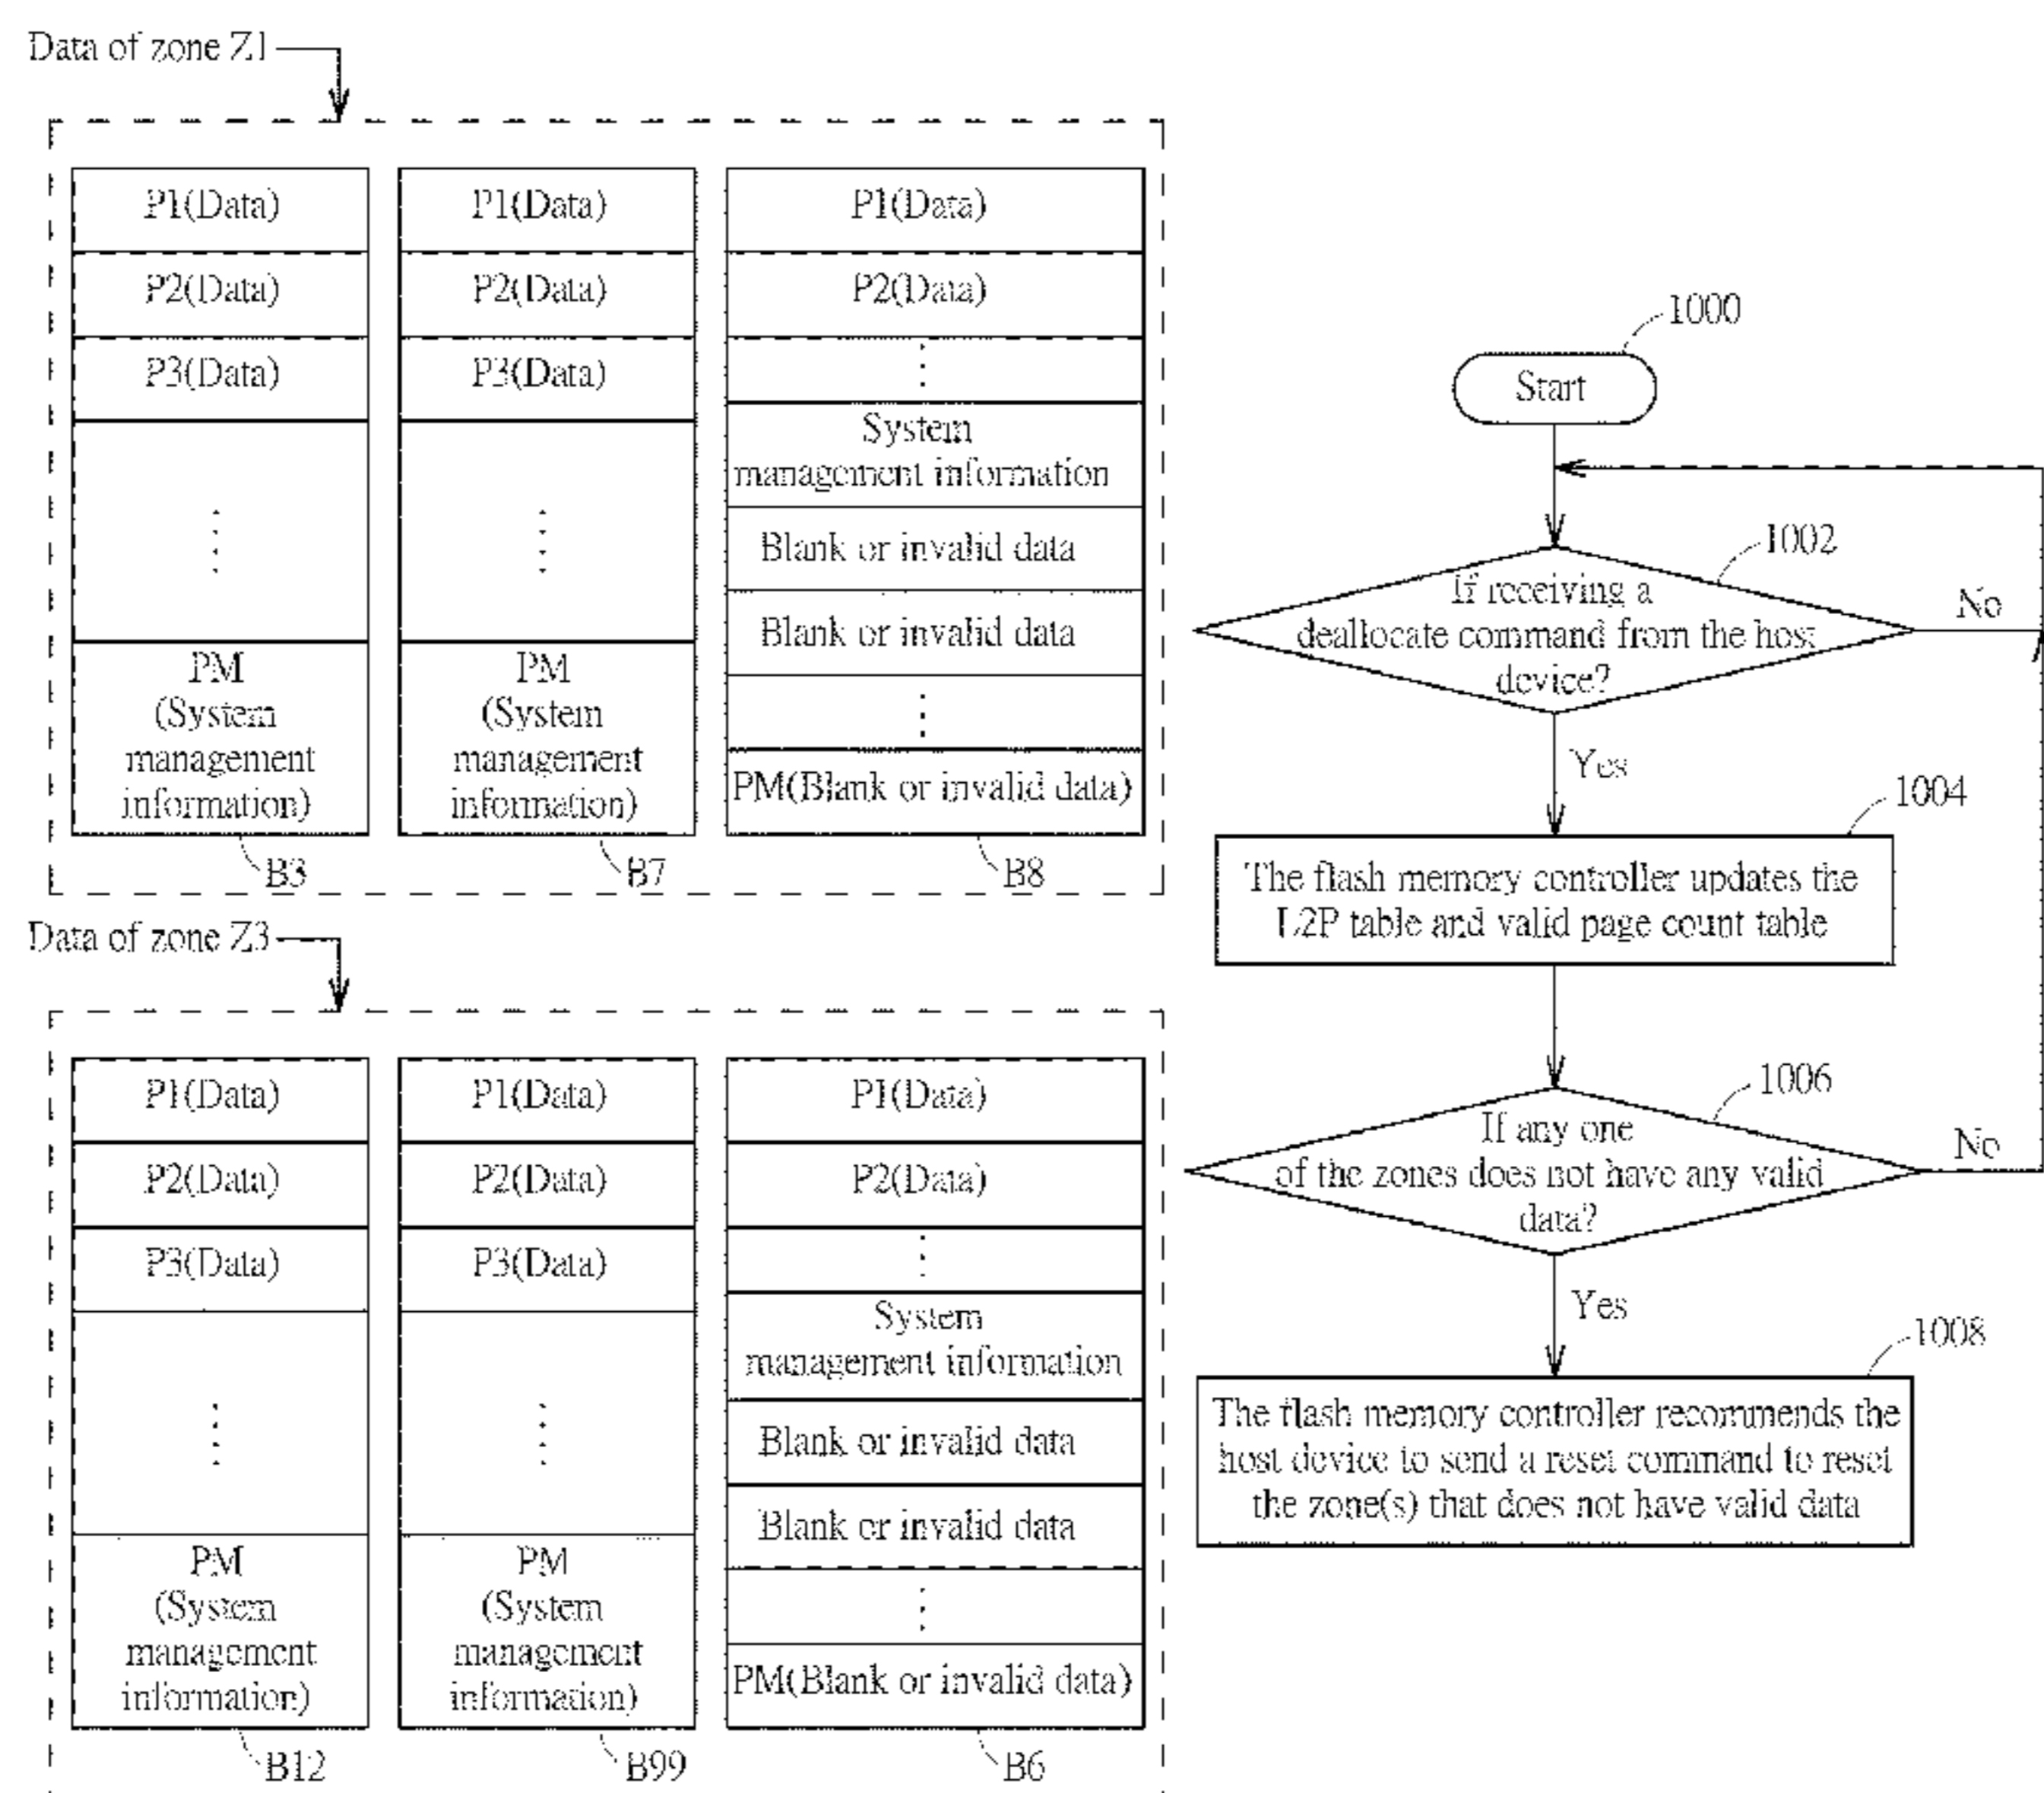 Data of zone Z1
P1(Data)
P2(Data)
P3(Data)
⋮
PM
(System
management
information)
B3
P1(Data)
P2(Data)
P3(Data)
⋮
PM
(System
management
information)
B7
P1(Data)
P2(Data)
⋮
System
management information
Blank or invalid data
Blank or invalid data
⋮
PM(Blank or invalid data)
B8
Data of zone Z3
P1(Data)
P2(Data)
P3(Data)
⋮
PM
(System
management
information)
B12
P1(Data)
P2(Data)
P3(Data)
⋮
PM
(System
management
information)
B99
P1(Data)
P2(Data)
⋮
System
management information
Blank or invalid data
Blank or invalid data
⋮
PM(Blank or invalid data)
B6
1000
Start
1002
If receiving a
deallocate command from the host
device?
No
Yes
1004
The flash memory controller updates the
L2P table and valid page count table
1006
If any one
of the zones does not have any valid
data?
No
Yes
1008
The flash memory controller recommends the
host device to send a reset command to reset
the zone(s) that does not have valid data